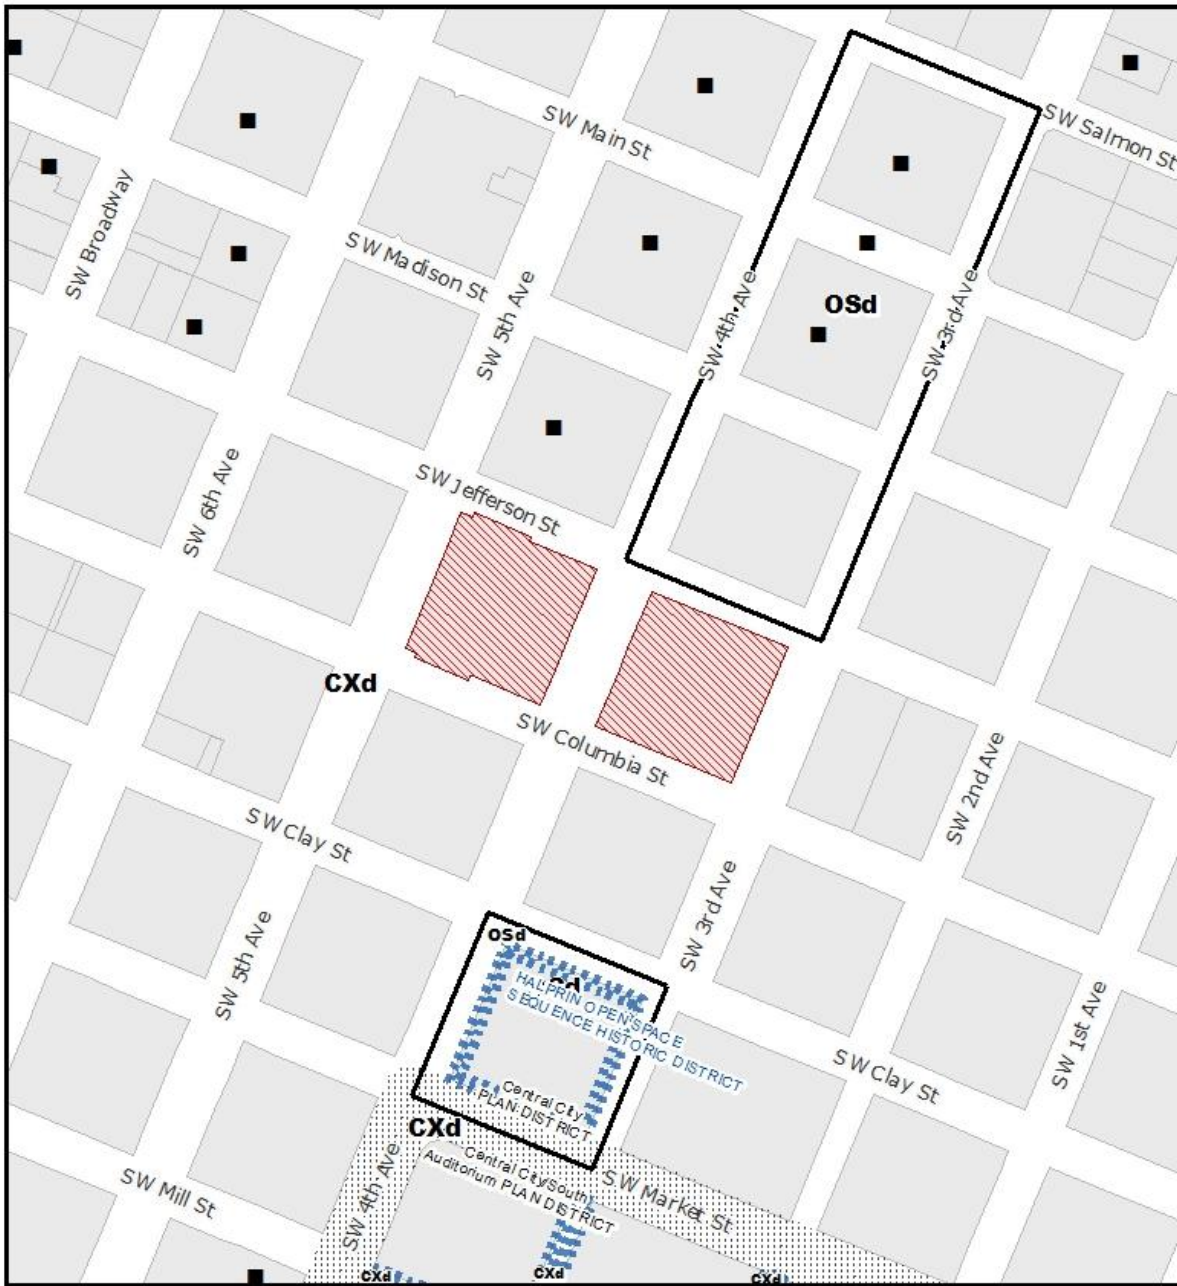 SW Main St
SW Salmon St
SW Broadway
SW Madison St
SW 5th Ave
SW 4th Ave
OSd
SW 3rd Ave
SW 6th Ave
SW Jefferson St
CXd
SW Columbia St
SW 2nd Ave
SW Clay St
SW 3rd Ave
SW 5th Ave
OSd
HALPRIN OPEN SPACE
SEQUENCE HISTORIC DISTRICT
SW 1st Ave
SW Clay St
Central City
PLAN DISTRICT
CXd
Central City/South
Auditorium PLAN DISTRICT
SW Mill St
SW 4th Ave
SW Market St
CXd
CXd
CXd